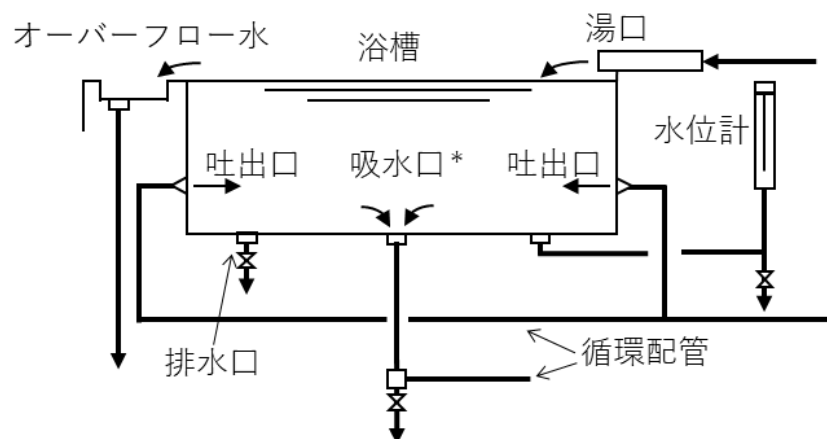 オーバーフロー水
浴槽
湯口
水位計
吐出口
吸水口*
吐出口
排水口
循環配管